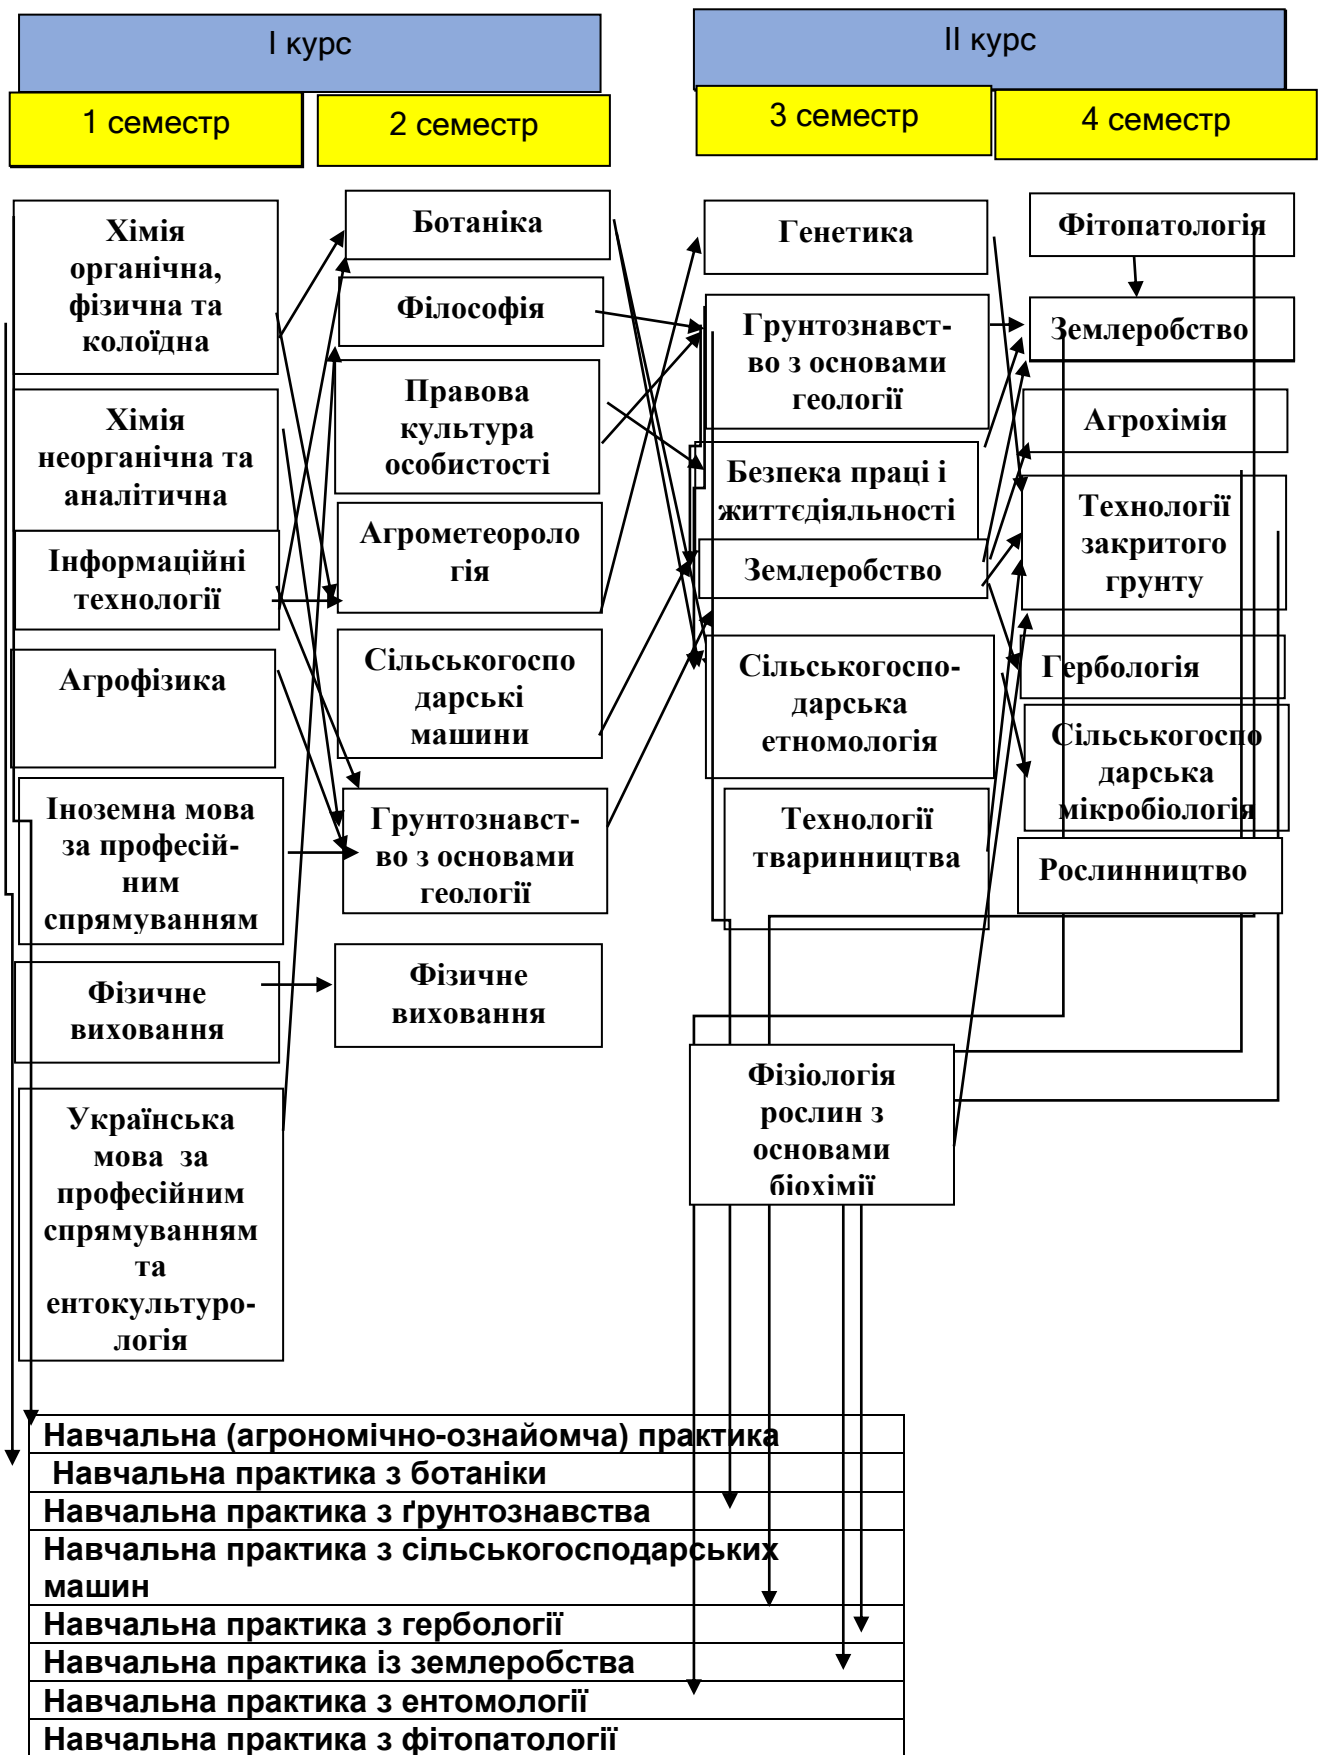 І курс
ІІ курс
1 семестр
2 семестр
3 семестр
4 семестр
Хімія
органічна,
фізична та
колоїдна
Хімія
неорганічна та
аналітична
Інформаційні
технології
Агрофізика
Іноземна мова
за професій-
ним
спрямуванням
Фізичне
виховання
Українська
мова за
професійним
спрямуванням
та
ентокультуро-
логія
Ботаніка
Філософія
Правова
культура
особистості
Агрометеороло
гія
Сільськогоспо
дарські
машини
Грунтознавст-
во з основами
геології
Фізичне
виховання
Генетика
Грунтознавст-
во з основами
геології
Безпека праці і
життєдіяльності
Землеробство
Сільськогоспо-
дарська
етномологія
Технології
тваринництва
Фізіологія
рослин з
основами
біохімії
Фітопатологія
Землеробство
Агрохімія
Технології
закритого
грунту
Гербологія
Сільськогоспо
дарська
мікробіологія
Рослинництво
Навчальна (агрономічно-ознайомча) практика
Навчальна практика з ботаніки
Навчальна практика з ґрунтознавства
Навчальна практика з сільськогосподарських
машин
Навчальна практика з гербології
Навчальна практика із землеробства
Навчальна практика з ентомології
Навчальна практика з фітопатології